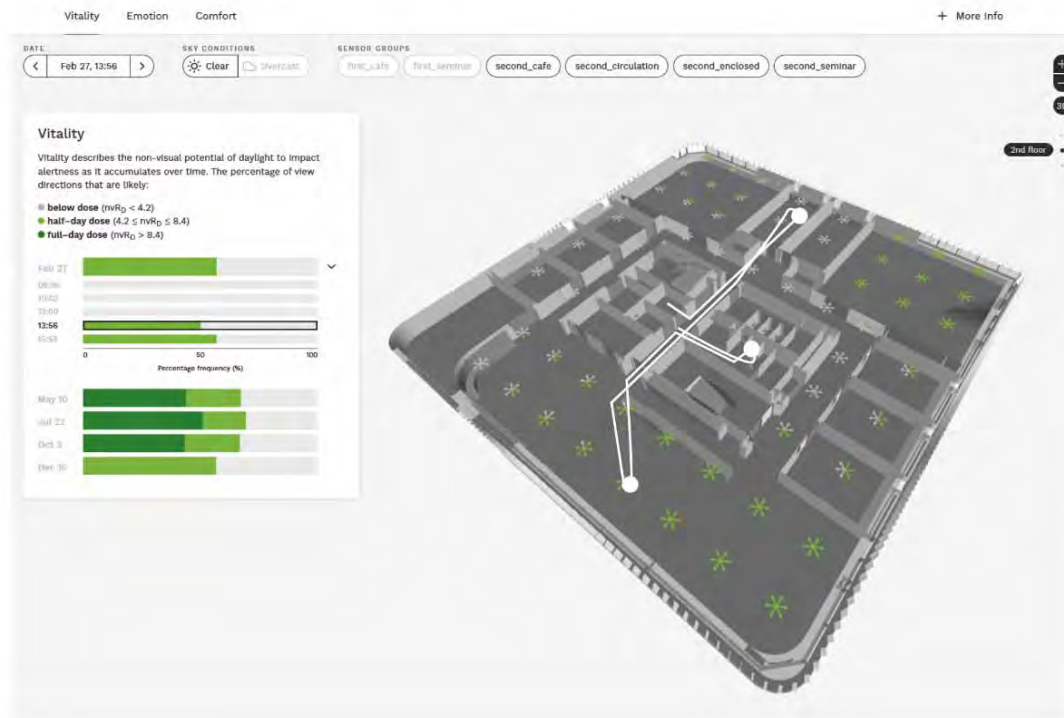 Vitality Emotion Comfort + More Info
DATE SKY CONDITIONS SENSOR GROUPS
< Feb 27, 13:56 > Clear Overcast first_cafe first_seminar second_cafe second_circulation second_enclosed second_seminar
+
−
2nd floor
Vitality
Vitality describes the non-visual potential of daylight to impact
alertness as it accumulates over time. The percentage of view
directions that are likely:
below dose (nvR_D < 4.2)
half-day dose (4.2 ≤ nvR_D ≤ 8.4)
full-day dose (nvR_D > 8.4)
Feb 27
13:56
0 50 100
Percentage frequency (%)
May 10
Jul 22
Oct 3